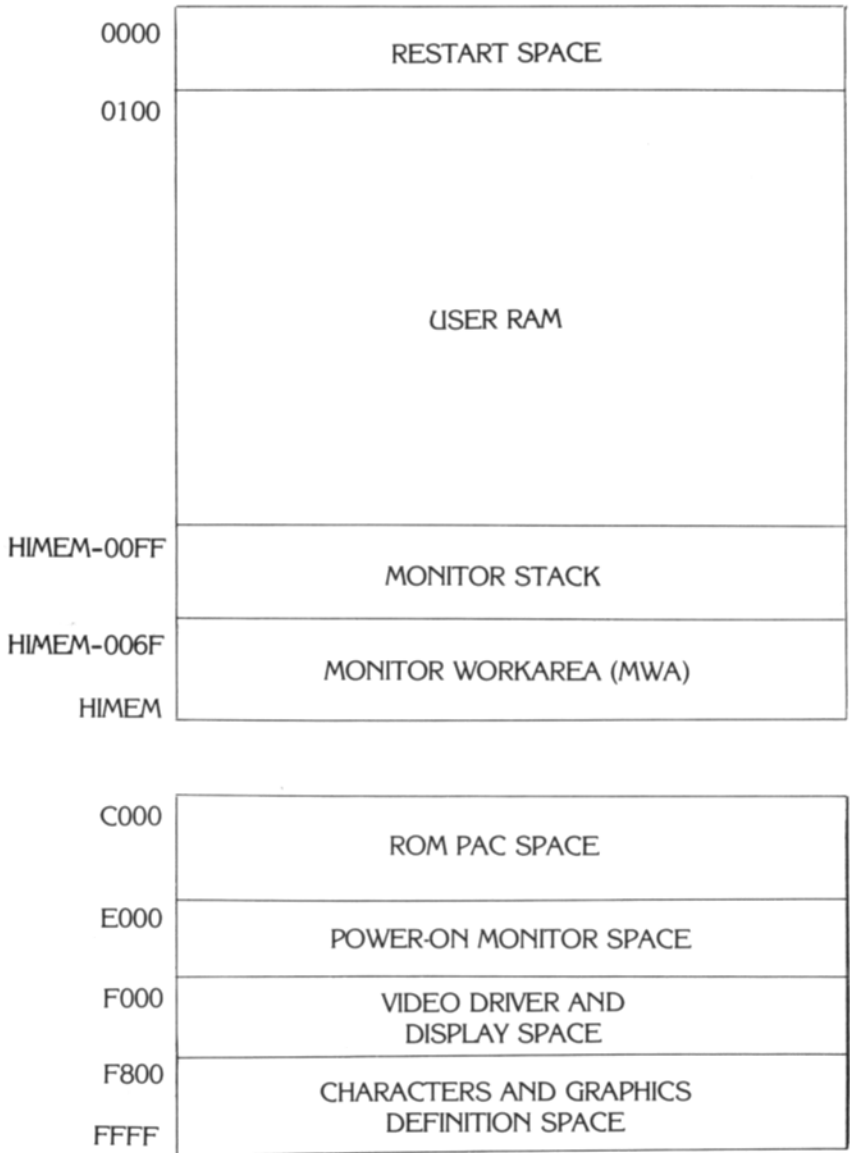 0000
RESTART SPACE
0100
USER RAM
HIMEM-00FF
MONITOR STACK
HIMEM-006F
MONITOR WORKAREA (MWA)
HIMEM
C000
ROM PAC SPACE
E000
POWER-ON MONITOR SPACE
F000
VIDEO DRIVER AND
DISPLAY SPACE
F800
CHARACTERS AND GRAPHICS
DEFINITION SPACE
FFFF